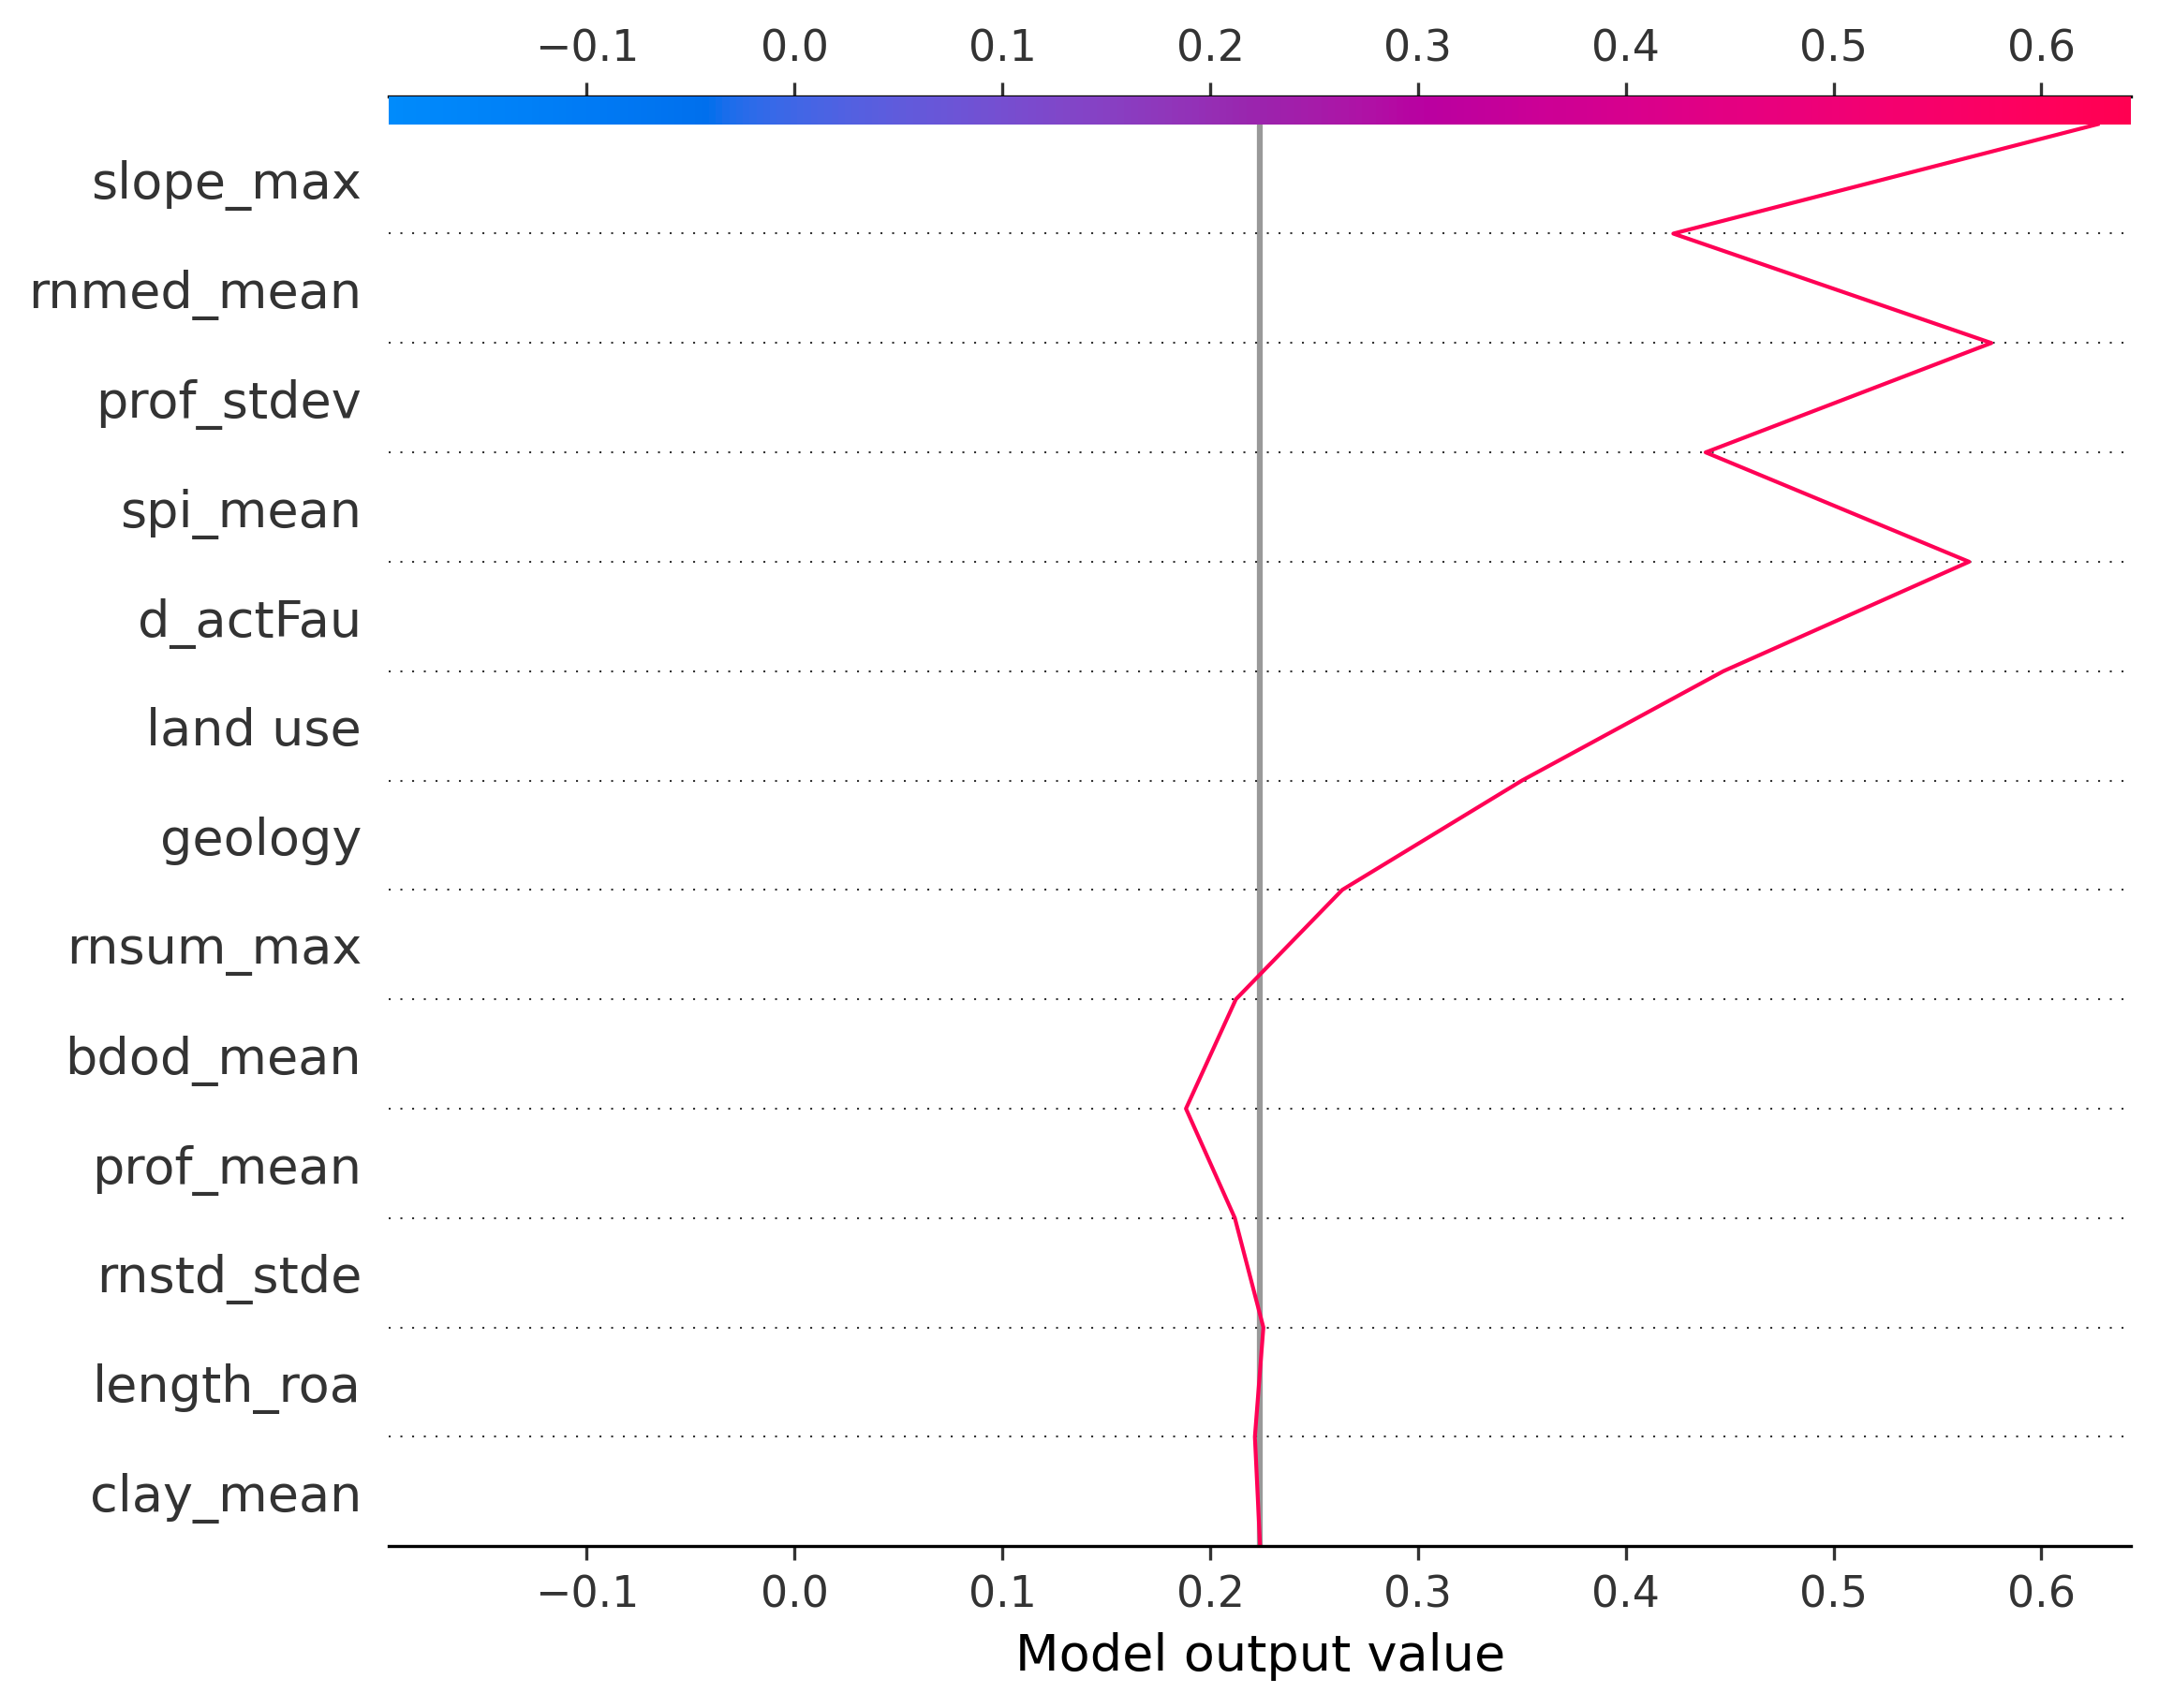 −0.1 0.0 0.1 0.2 0.3 0.4 0.5 0.6
slope_max
rnmed_mean
prof_stdev
spi_mean
d_actFau
land use
geology
rnsum_max
bdod_mean
prof_mean
rnstd_stde
length_roa
clay_mean
−0.1 0.0 0.1 0.2 0.3 0.4 0.5 0.6
Model output value